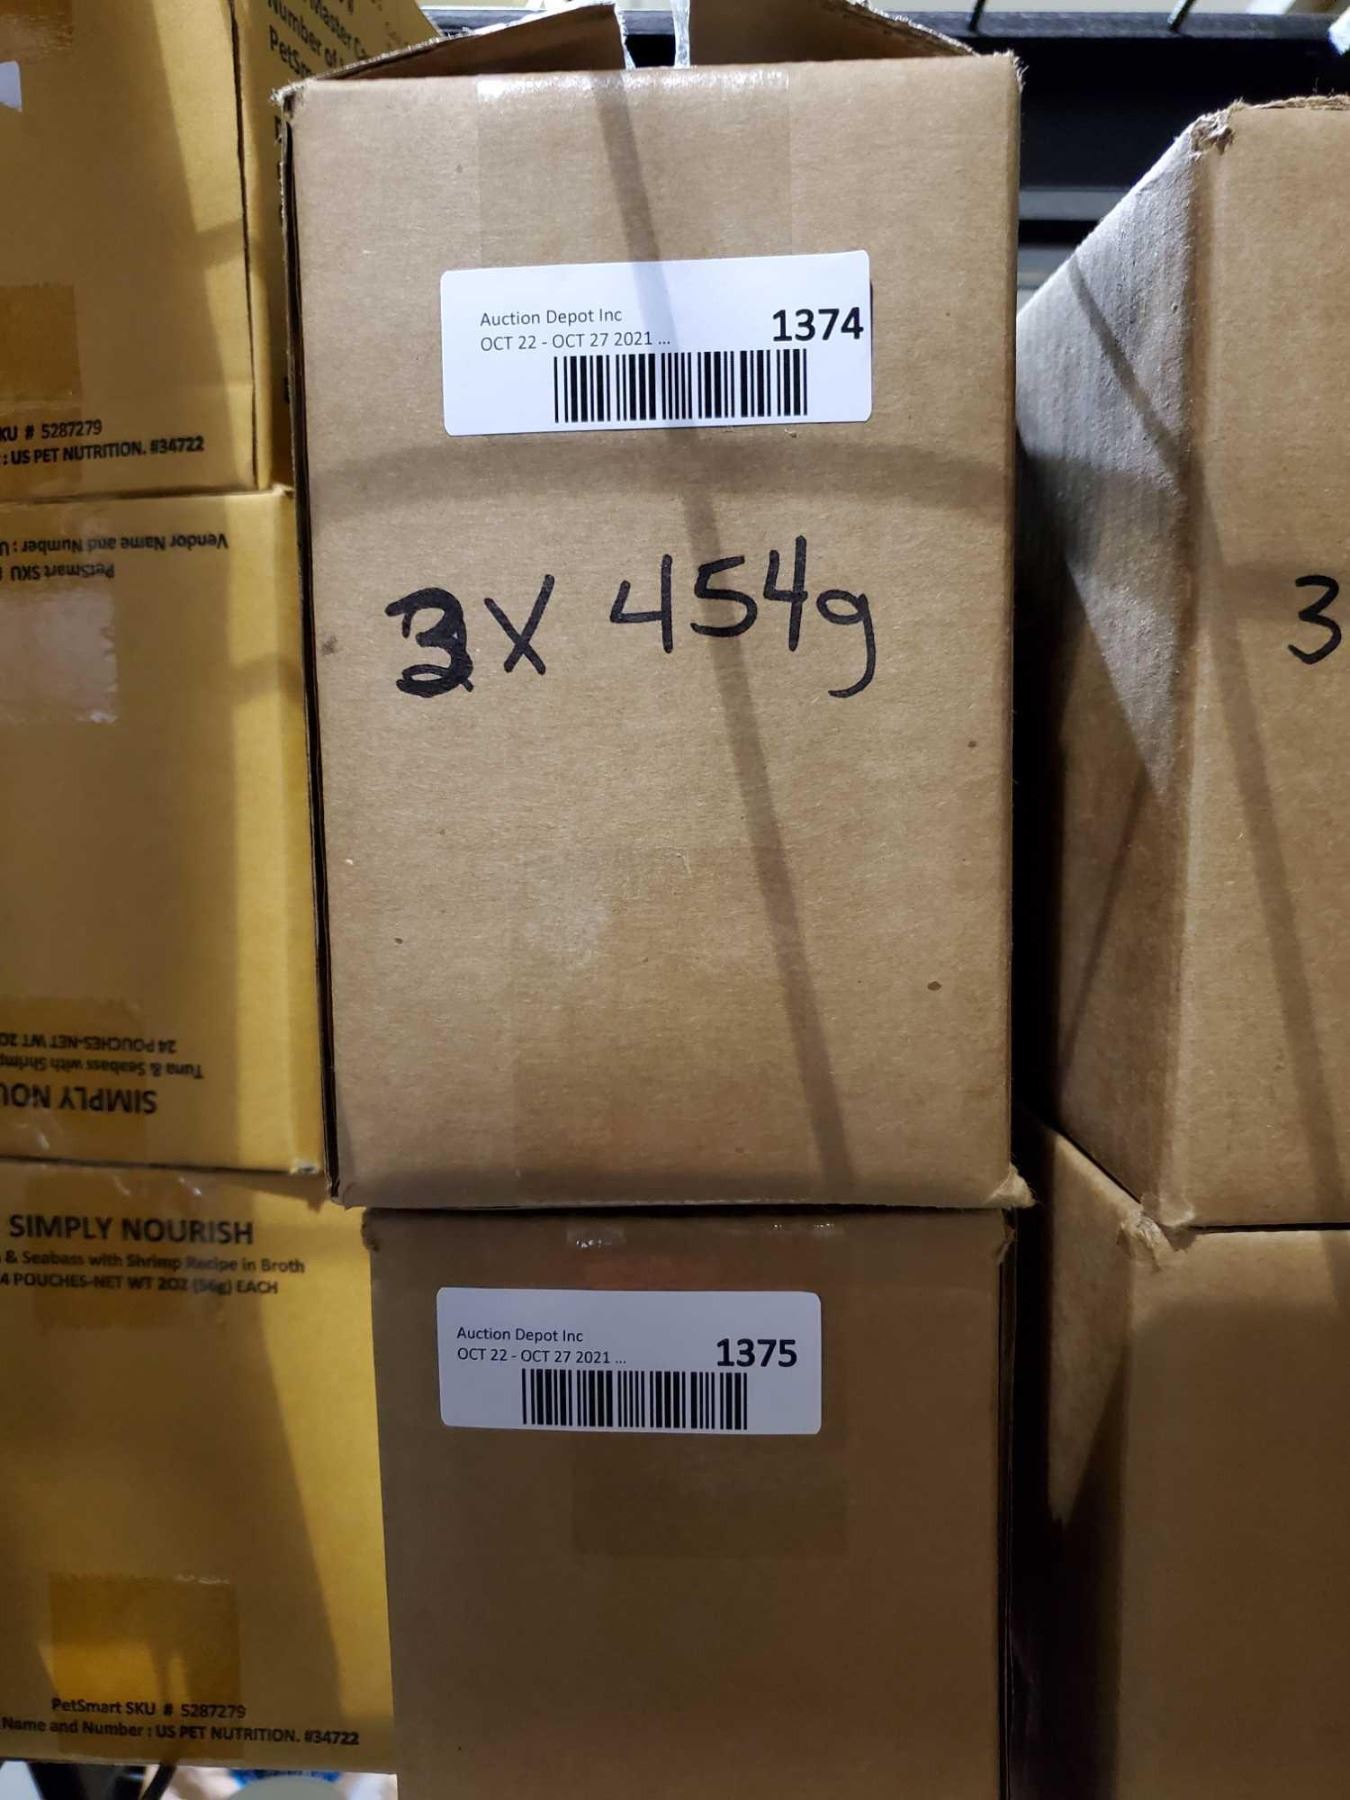 Master
Number of
KU # 5287279
: US PET NUTRITION. #34722
Auction Depot Inc
OCT 22 - OCT 27 2021 ...
1374
3X 454g
3
Vendor Name and Number : U
PetSmart SKU
24 POUCHES-NET WT 2O
Tuna & Seabass with Shrimp
SIMPLY NOU
SIMPLY NOURISH
& Seabass with Shrimp Recipe in Broth
4 POUCHES-NET WT 2OZ (56g) EACH
PetSmart SKU # 5287279
Name and Number : US PET NUTRITION. #34722
Auction Depot Inc
OCT 22 - OCT 27 2021 ...
1375